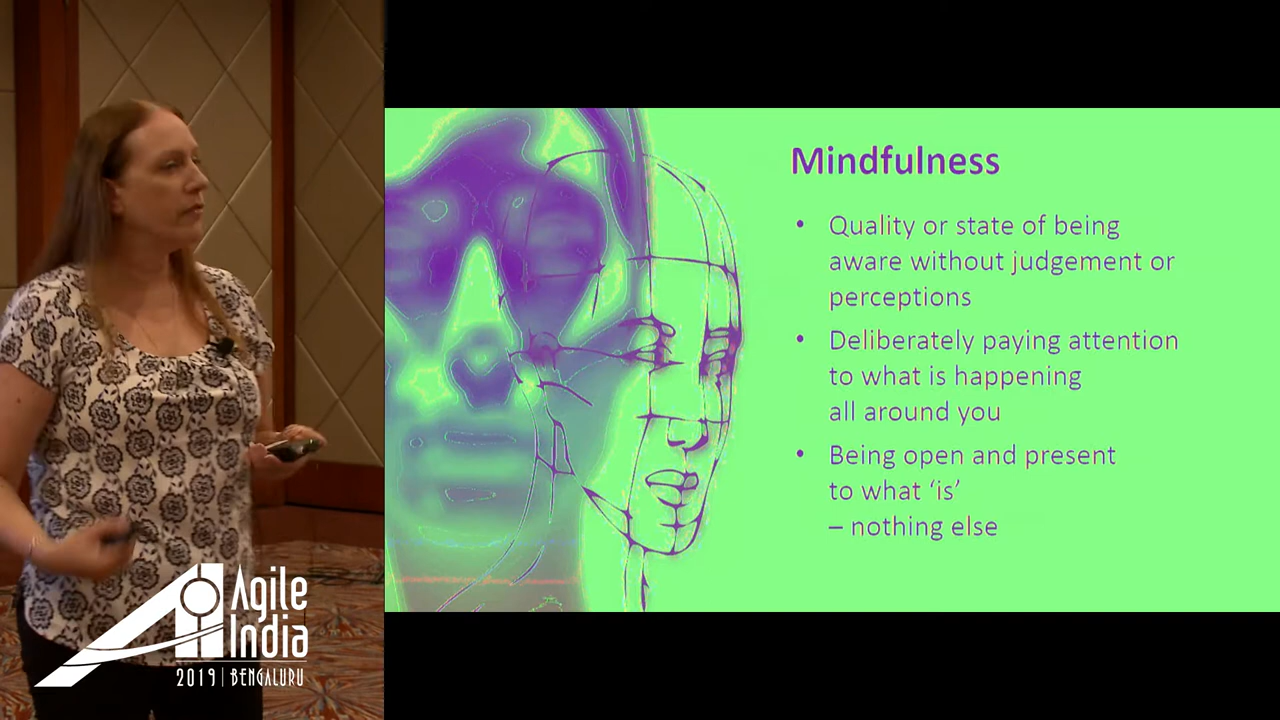 Mindfulness
• Quality or state of being
aware without judgement or
perceptions
• Deliberately paying attention
to what is happening
all around you
• Being open and present
to what ‘is’
– nothing else
Agile
India
2019 | BENGALURU